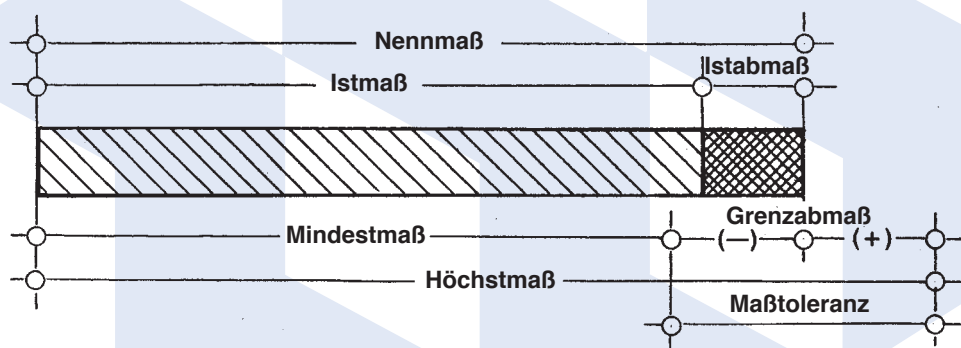 Nennmaß
Istabmaß
Istmaß
Grenzabmaß
Mindestmaß (−) (+)
Höchstmaß
Maßtoleranz